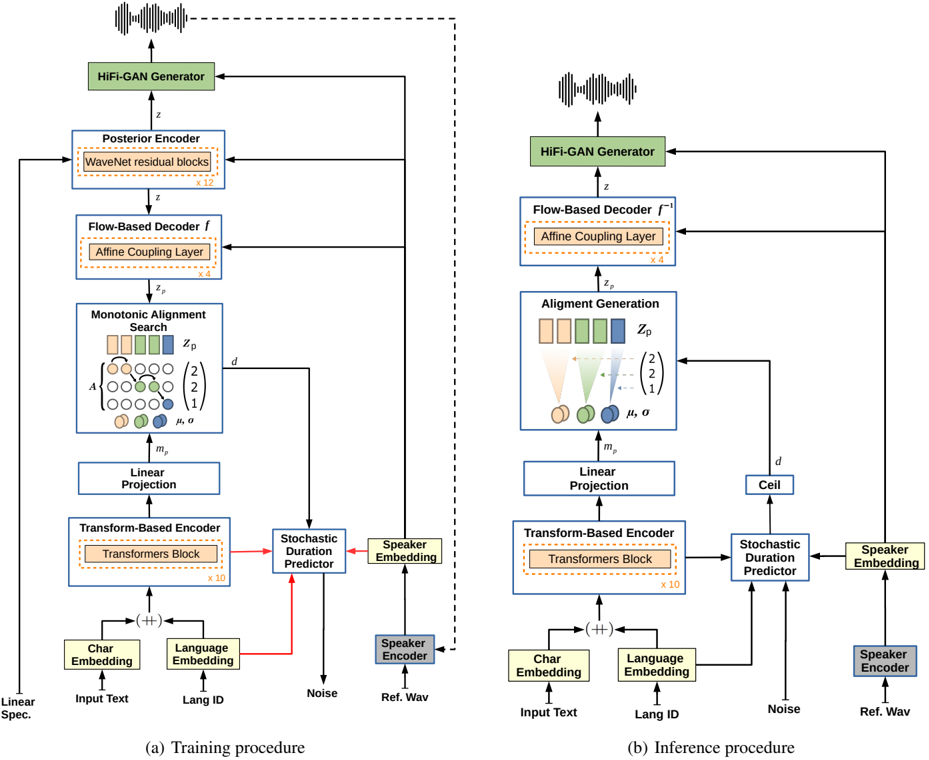 HiFi-GAN Generator
z
Posterior Encoder
WaveNet residual blocks
x 12
z
Flow-Based Decoder f
Affine Coupling Layer
x 4
z_p
Monotonic Alignment
Search
Z_p
d
A
2
2
1
μ, σ
m_p
Linear
Projection
Transform-Based Encoder
Transformers Block
x 10
Stochastic
Duration
Predictor
Speaker
Embedding
(++)
Char
Embedding
Language
Embedding
Speaker
Encoder
Linear
Spec.
Input Text
Lang ID
Noise
Ref. Wav
(a) Training procedure
HiFi-GAN Generator
z
Flow-Based Decoder f⁻¹
Affine Coupling Layer
x 4
z_p
Aligment Generation
Z_p
2
2
1
μ, σ
m_p
d
Linear
Projection
Ceil
Transform-Based Encoder
Transformers Block
x 10
Stochastic
Duration
Predictor
Speaker
Embedding
(++)
Char
Embedding
Language
Embedding
Speaker
Encoder
Input Text
Lang ID
Noise
Ref. Wav
(b) Inference procedure